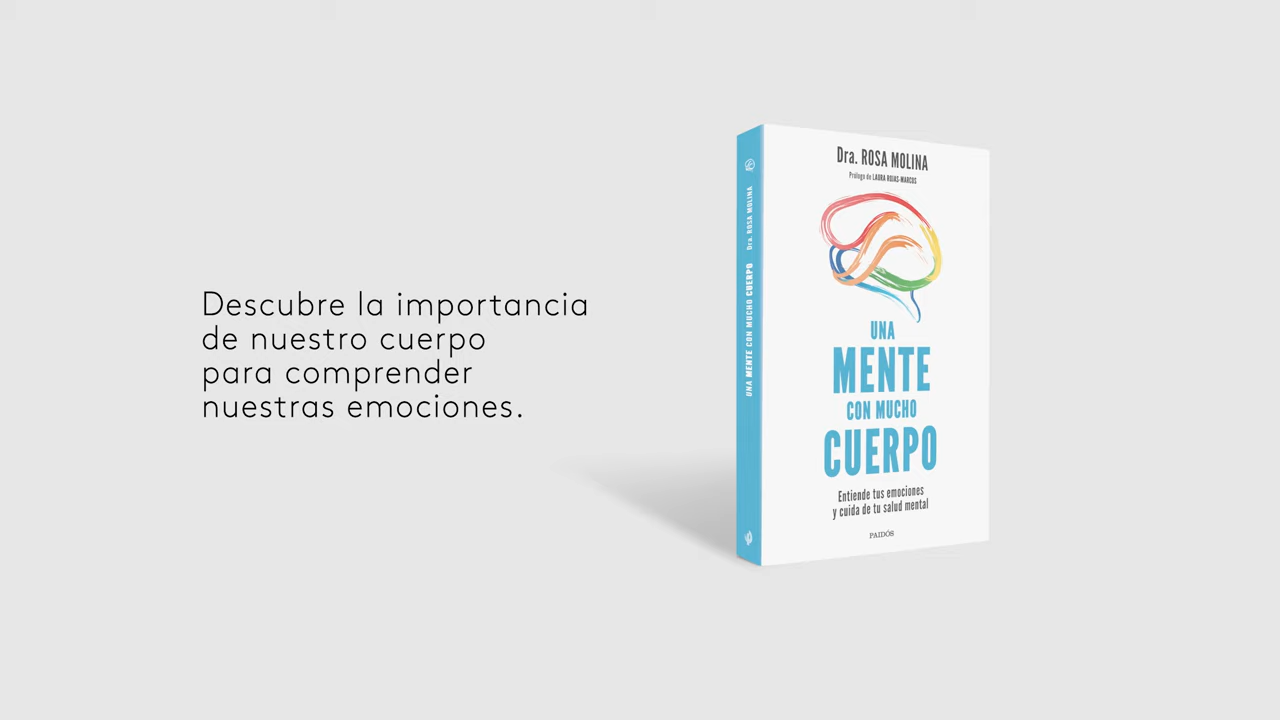 Descubre la importancia
de nuestro cuerpo
para comprender
nuestras emociones.
Dra. ROSA MOLINA
Prólogo de LAURA ROJAS-MARCOS
UNA
MENTE
CON MUCHO
CUERPO
Entiende tus emociones
y cuida de tu salud mental
PAIDÓS
UNA MENTE CON MUCHO CUERPO Dra. ROSA MOLINA